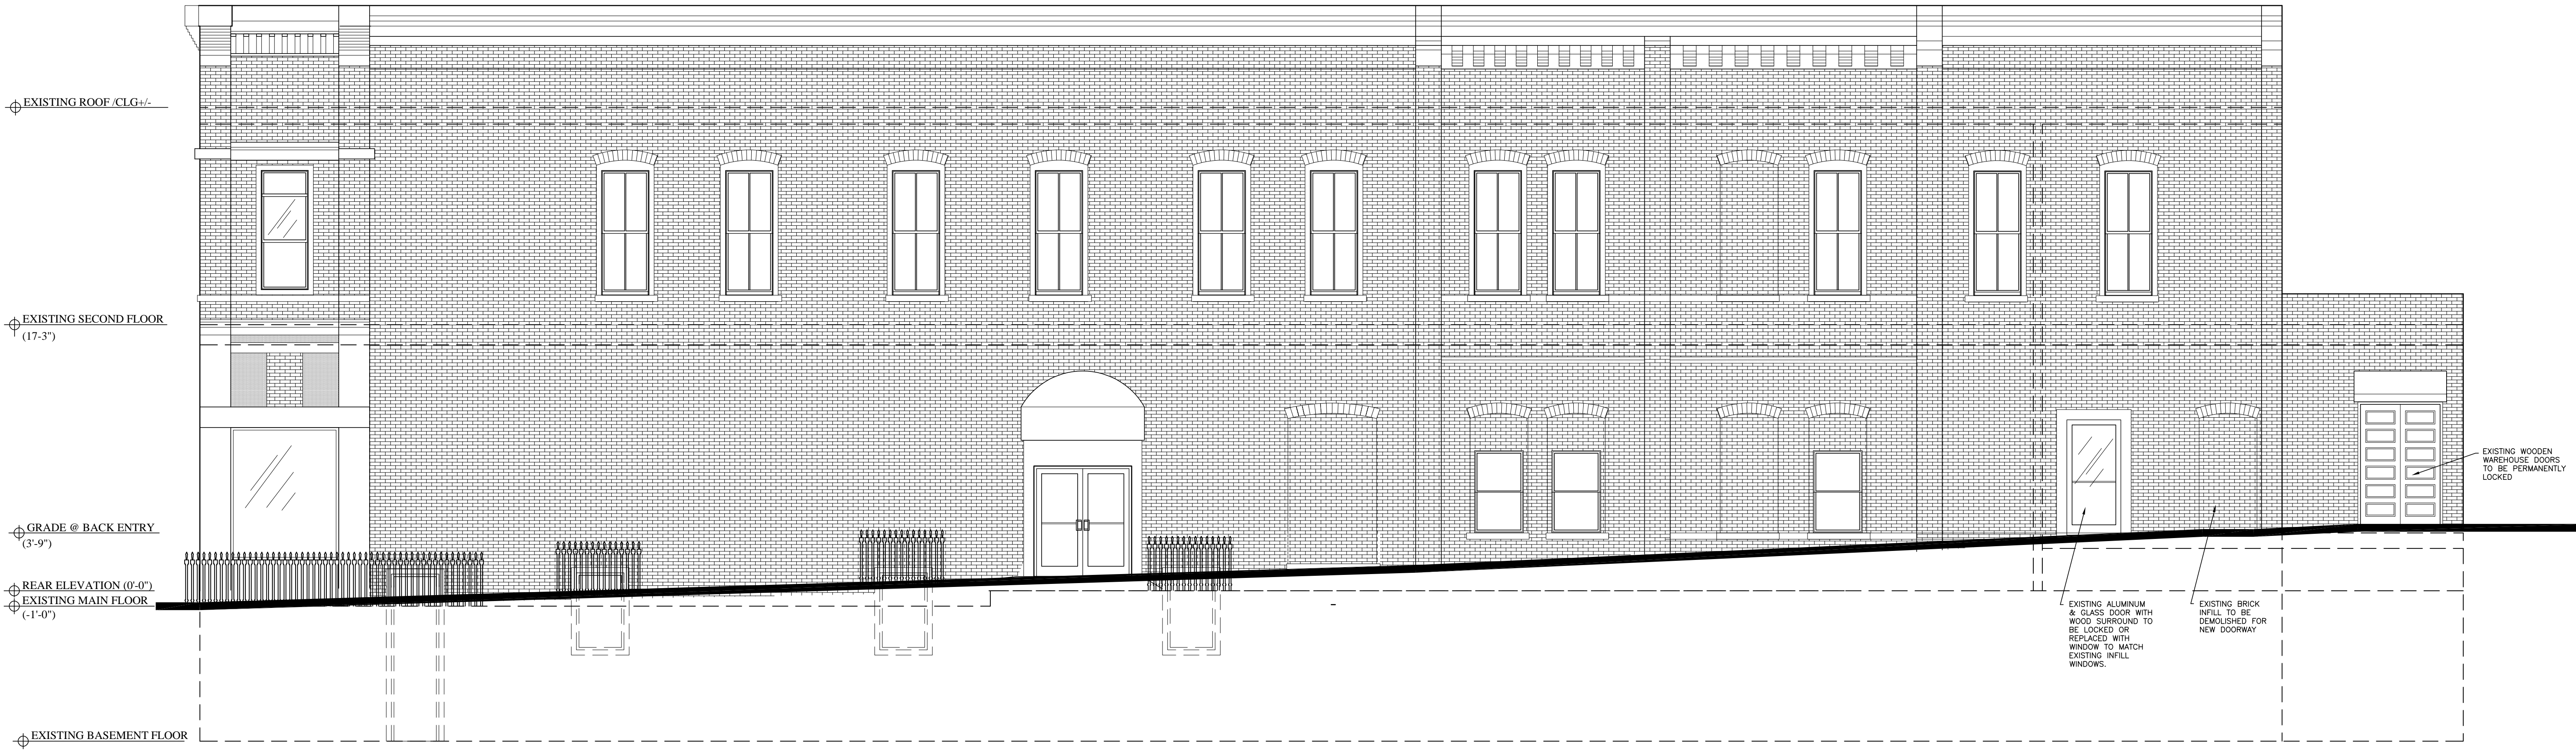 EXISTING ROOF /CLG+/-
EXISTING SECOND FLOOR
(17-3")
GRADE @ BACK ENTRY
(3'-9")
REAR ELEVATION (0'-0")
EXISTING MAIN FLOOR
(-1'-0")
EXISTING BASEMENT FLOOR
EXISTING ALUMINUM
& GLASS DOOR WITH
WOOD SURROUND TO
BE LOCKED OR
REPLACED WITH
WINDOW TO MATCH
EXISTING INFILL
WINDOWS.
EXISTING BRICK
INFILL TO BE
DEMOLISHED FOR
NEW DOORWAY
EXISTING WOODEN
WAREHOUSE DOORS
TO BE PERMANENTLY
LOCKED